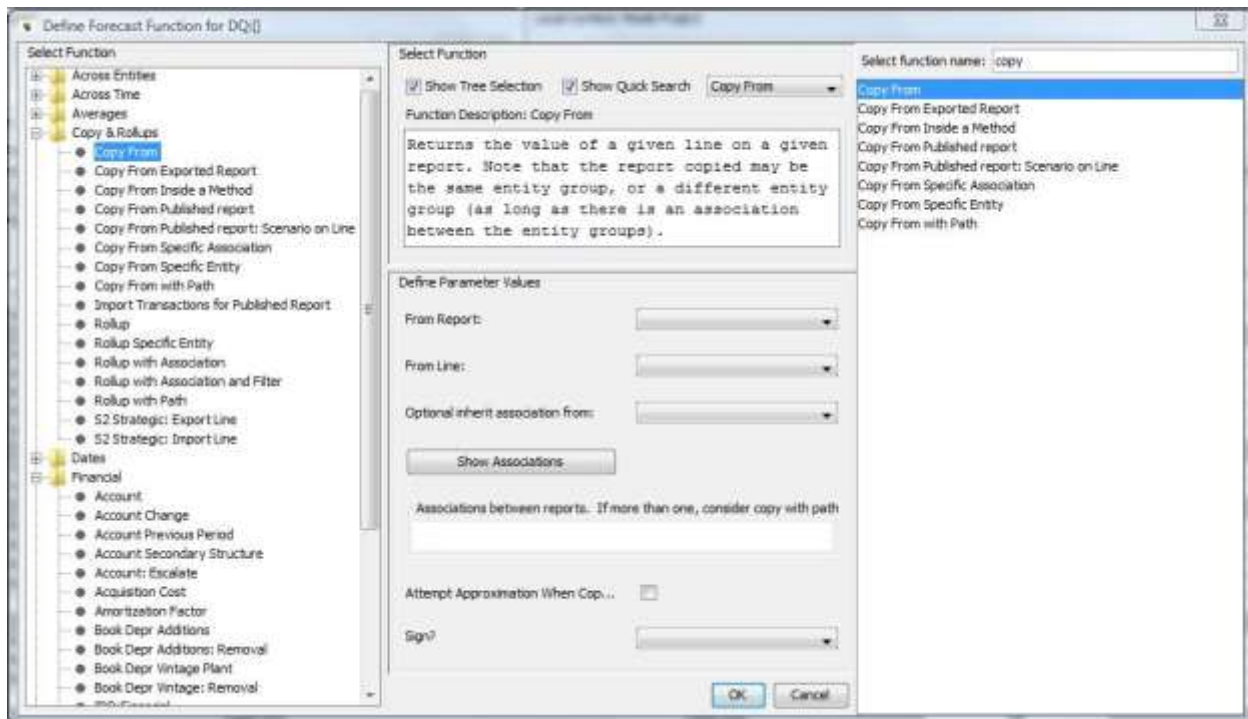 Define Forecast Function for DQ:[]
Select Function
Across Entities
Across Time
Averages
Copy & Rollups
Copy From
Copy From Exported Report
Copy From Inside a Method
Copy From Published report
Copy From Published report: Scenario on Line
Copy From Specific Association
Copy From Specific Entity
Copy From with Path
Import Transactions for Published Report
Rollup
Rollup Specific Entity
Rollup with Association
Rollup with Association and Filter
Rollup with Path
S2 Strategic: Export Line
S2 Strategic: Import Line
Dates
Financial
Account
Account Change
Account Previous Period
Account Secondary Structure
Account: Escalate
Acquisition Cost
Amortization Factor
Book Depr Additions
Book Depr Additions: Removal
Book Depr Vintage Plant
Book Depr Vintage: Removal
Select Function
Show Tree Selection
Show Quick Search
Copy From
Function Description: Copy From
Returns the value of a given line on a given
report. Note that the report copied may be
the same entity group, or a different entity
group (as long as there is an association
between the entity groups).
Define Parameter Values
From Report:
From Line:
Optional inherit association from:
Show Associations
Associations between reports. If more than one, consider copy with path
Attempt Approximation When Cop...
Sign?
OK
Cancel
Select function name: copy
Copy From
Copy From Exported Report
Copy From Inside a Method
Copy From Published report
Copy From Published report: Scenario on Line
Copy From Specific Association
Copy From Specific Entity
Copy From with Path